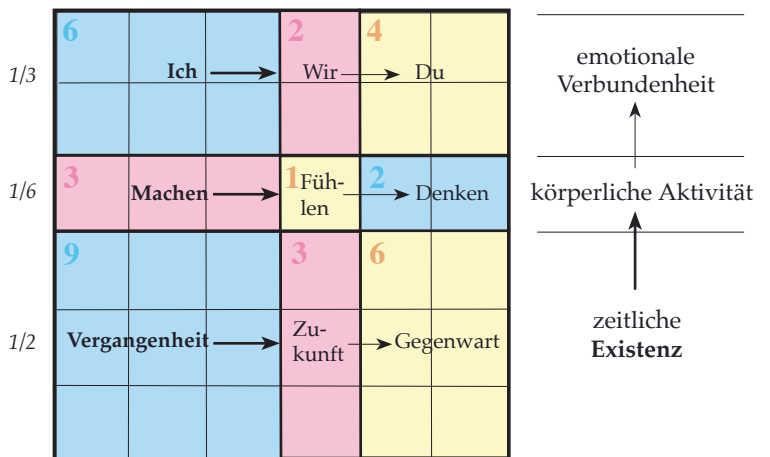 6 2 4
emotionale
1/3 Ich Wir Du
Verbundenheit
3 1 2
1/6 Machen Füh-
len Denken
körperliche Aktivität
9 3 6
zeitliche
1/2 Vergangenheit Zu-
kunft Gegenwart
Existenz